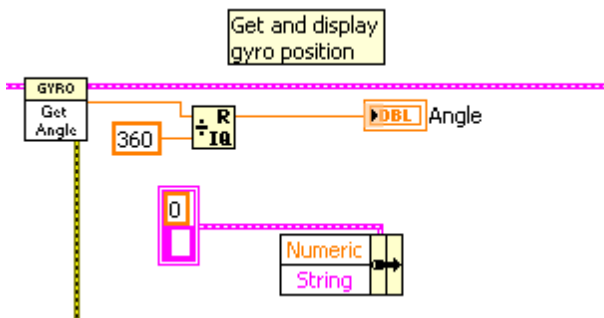 Get and display
gyro position
GYRO
Get
Angle
360
÷ R
IQ
DBL
Angle
0
Numeric
String